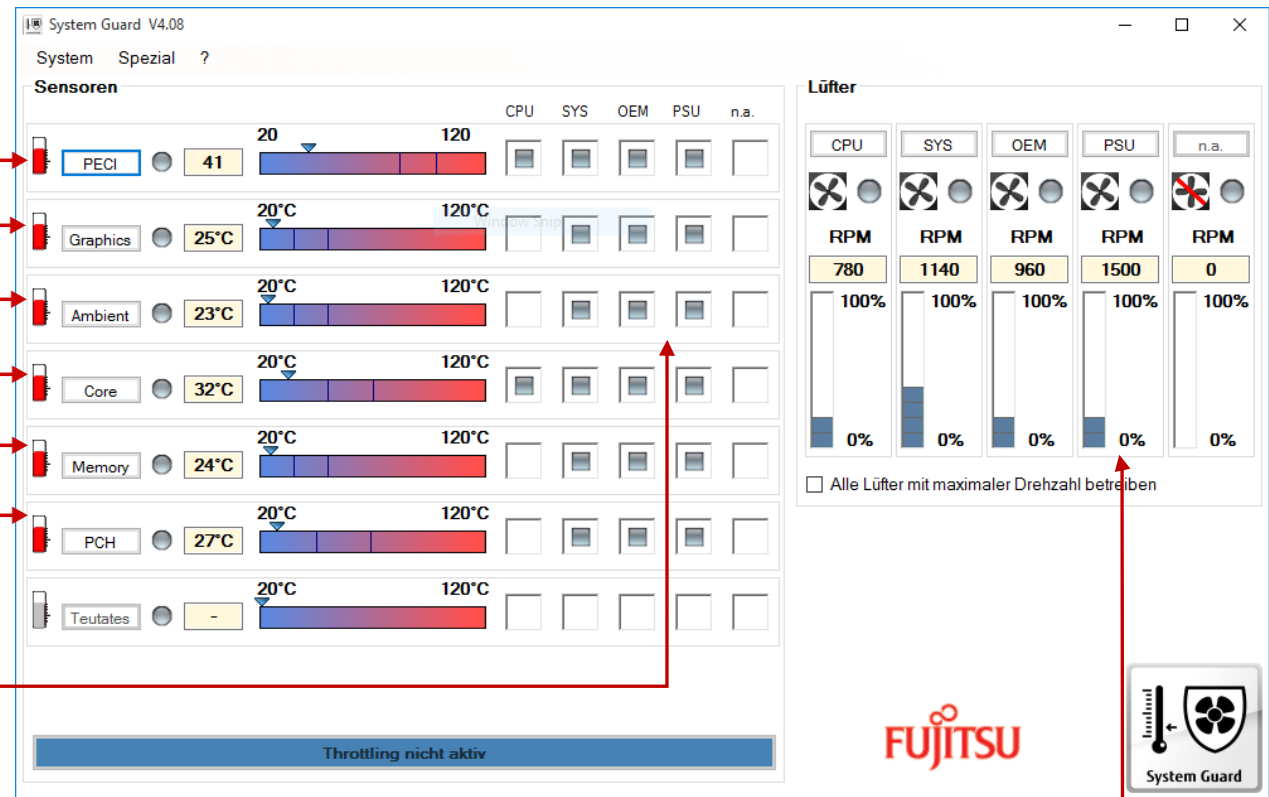 System Guard V4.08
System Spezial ?
Sensoren
CPU SYS OEM PSU n.a.
20 120
PECI 41
20°C 120°C
Window Snip
Graphics 25°C
20°C 120°C
Ambient 23°C
20°C 120°C
Core 32°C
20°C 120°C
Memory 24°C
20°C 120°C
PCH 27°C
20°C 120°C
Teutates -
Throttling nicht aktiv
Lüfter
CPU SYS OEM PSU n.a.
RPM RPM RPM RPM RPM
780 1140 960 1500 0
100% 100% 100% 100% 100%
0% 0% 0% 0% 0%
Alle Lüfter mit maximaler Drehzahl betreiben
FUJITSU
System Guard